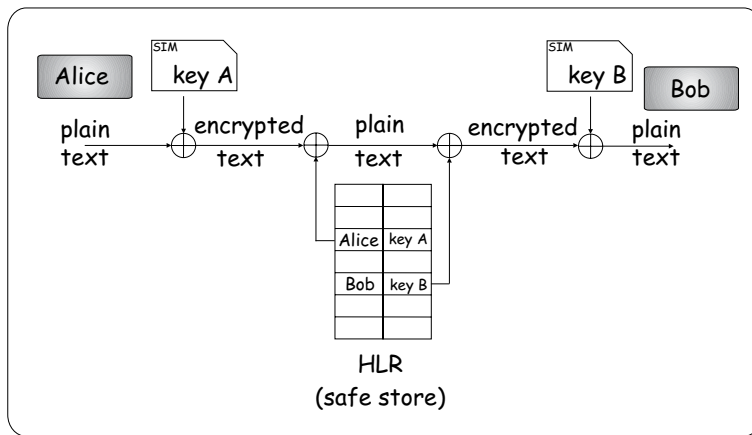 SIM
key A
Alice
SIM
key B
Bob
plain
text
encrypted
text
plain
text
encrypted
text
plain
text
Alice key A
Bob key B
HLR
(safe store)